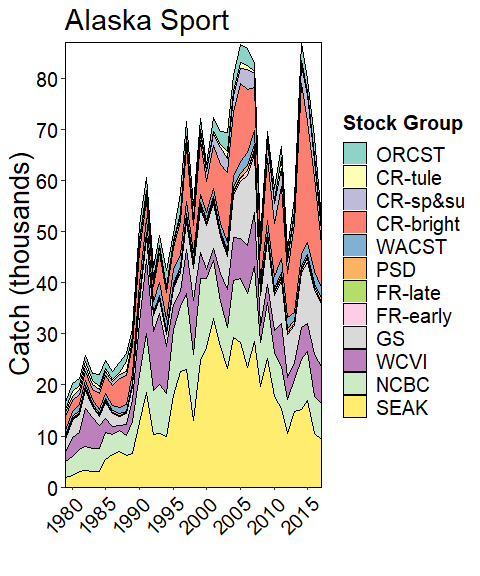 Alaska Sport
Catch (thousands)
80
70
60
50
40
30
20
10
0
1980
1985
1990
1995
2000
2005
2010
2015
Stock Group
ORCST
CR-tule
CR-sp&su
CR-bright
WACST
PSD
FR-late
FR-early
GS
WCVI
NCBC
SEAK